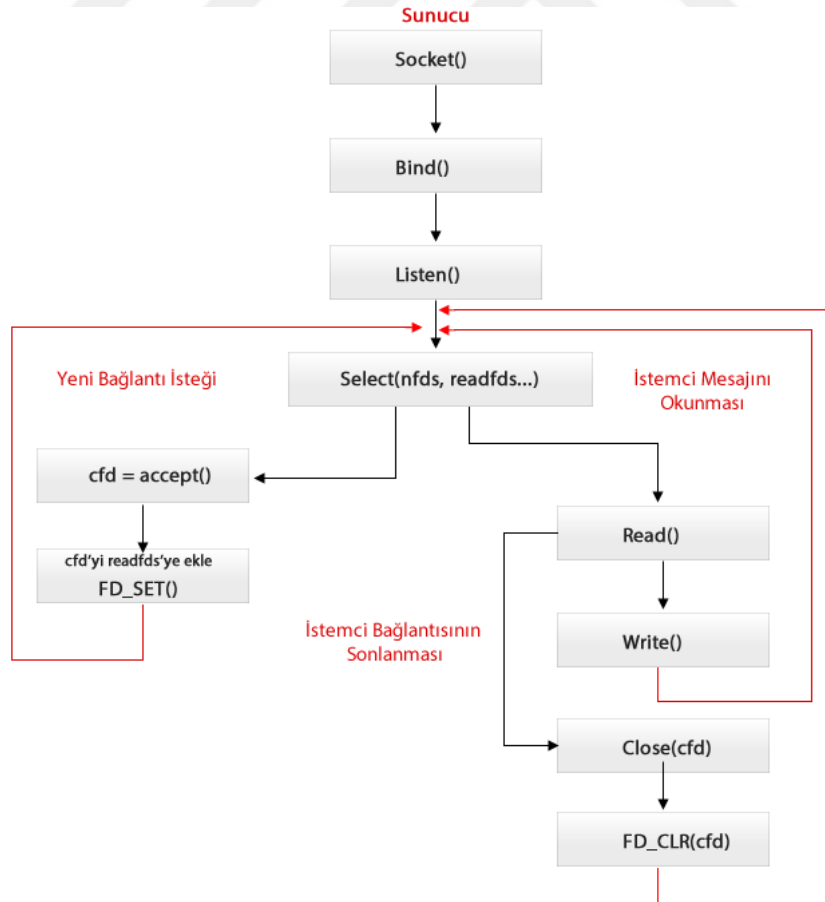 Sunucu
Socket()
Bind()
Listen()
Select(nfds, readfds...)
Yeni Bağlantı İsteği
İstemci Mesajını
Okunması
cfd = accept()
cfd'yi readfds'ye ekle
FD_SET()
Read()
İstemci Bağlantısının
Sonlanması
Write()
Close(cfd)
FD_CLR(cfd)